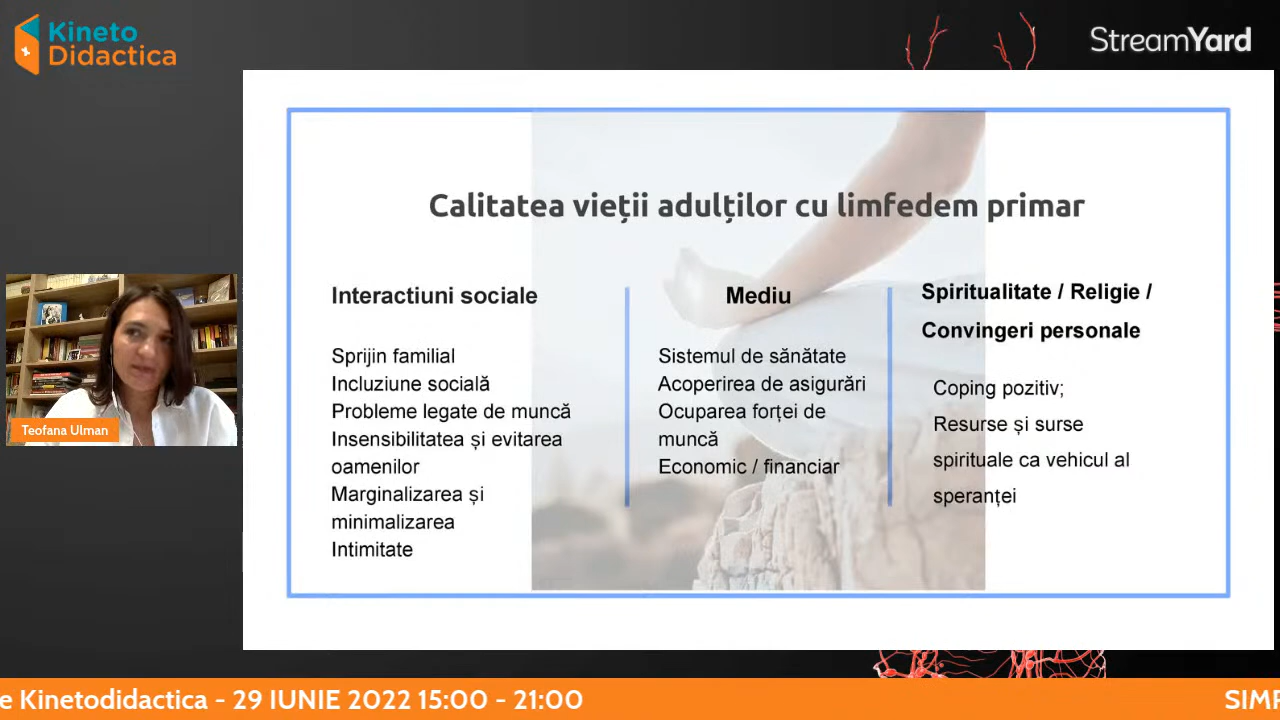 Kineto
Didactica
StreamYard
Calitatea vieții adulților cu limfedem primar
Interactiuni sociale
Sprijin familial
Incluziune socială
Probleme legate de muncă
Insensibilitatea și evitarea
oamenilor
Marginalizarea și
minimalizarea
Intimitate
Mediu
Sistemul de sănătate
Acoperirea de asigurări
Ocuparea forței de
muncă
Economic / financiar
Spiritualitate / Religie /
Convingeri personale
Coping pozitiv;
Resurse și surse
spirituale ca vehicul al
speranței
Teofana Ulman
e Kinetodidactica - 29 IUNIE 2022 15:00 - 21:00
SIMP